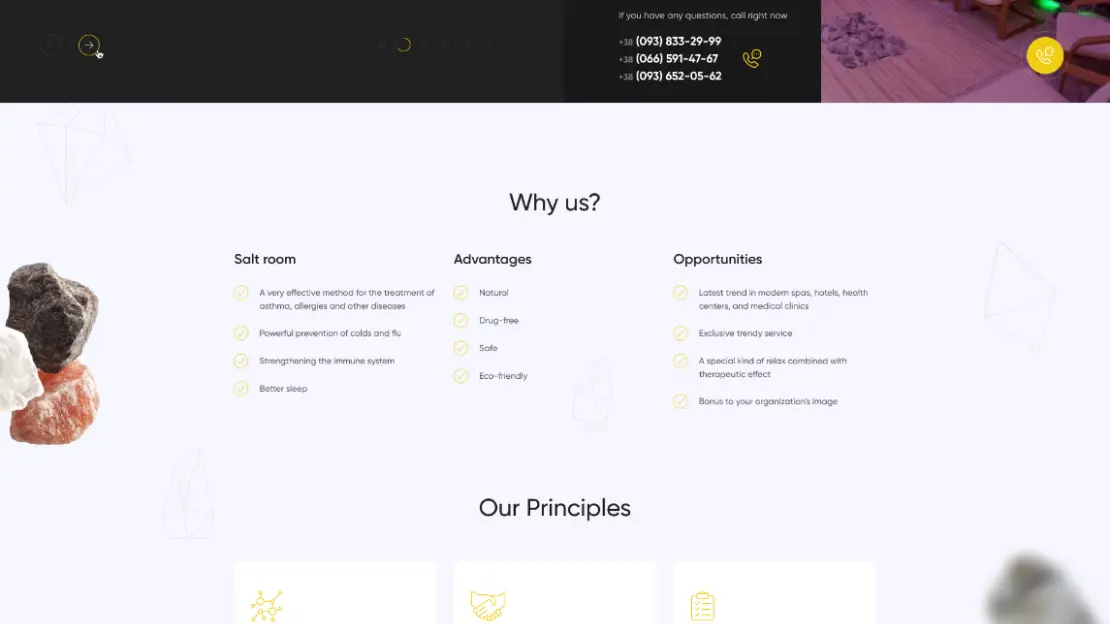 If you have any questions, call right now
+38 (093) 833-29-99
+38 (066) 591-47-67
+38 (093) 652-05-62
Why us?
Salt room
A very effective method for the treatment of
asthma, allergies and other diseases
Powerful prevention of colds and flu
Strengthening the immune system
Better sleep
Advantages
Natural
Drug-free
Safe
Eco-friendly
Opportunities
Latest trend in modern spas, hotels, health
centers, and medical clinics
Exclusive trendy service
A special kind of relax combined with
therapeutic effect
Bonus to your organization's image
Our Principles